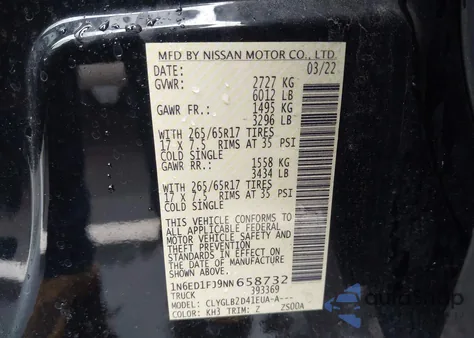 MFD BY NISSAN MOTOR CO., LTD
DATE: 03/22
GVWR: 2727 KG
6012 LB
GAWR FR.: 1495 KG
3296 LB
WITH 265/65R17 TIRES
17 X 7.5 RIMS AT 35 PSI
COLD SINGLE
GAWR RR.: 1558 KG
3434 LB
WITH 265/65R17 TIRES
17 X 7.5 RIMS AT 35 PSI
COLD SINGLE
THIS VEHICLE CONFORMS TO
ALL APPLICABLE FEDERAL
MOTOR VEHICLE SAFETY AND
THEFT PREVENTION
STANDARDS IN EFFECT ON THE
DATE OF MFR. SHOWN ABOVE.
1N6ED1FJ9NN658732
TRUCK 393369
MODEL: CLYGLBZD41EUA-A---
COLOR: KH3 TRIM: Z ZSODA